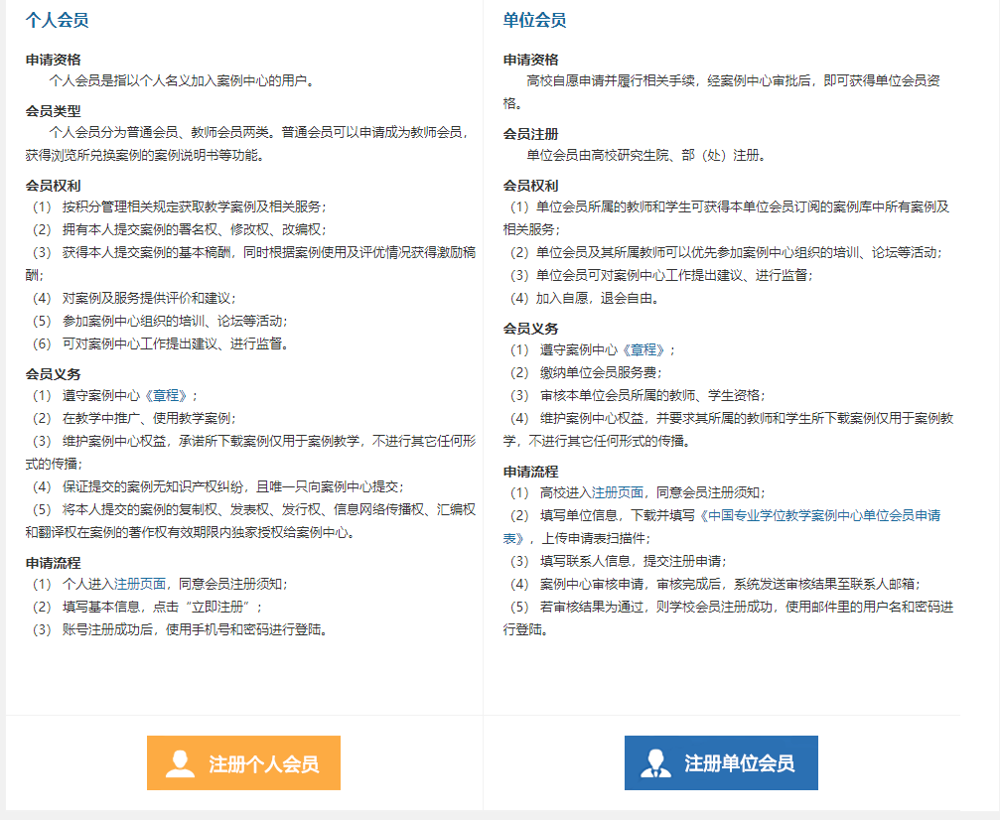 个人会员
申请资格
个人会员是指以个人名义加入案例中心的用户。
会员类型
个人会员分为普通会员、教师会员两类。普通会员可以申请成为教师会员，
获得浏览所兑换案例的案例说明书等功能。
会员权利
（1） 按积分管理相关规定获取教学案例及相关服务；
（2） 拥有本人提交案例的署名权、修改权、改编权；
（3） 获得本人提交案例的基本稿酬，同时根据案例使用及评优情况获得激励稿
酬；
（4） 对案例及服务提供评价和建议；
（5） 参加案例中心组织的培训、论坛等活动；
（6） 可对案例中心工作提出建议、进行监督。
会员义务
（1） 遵守案例中心《章程》；
（2） 在教学中推广、使用教学案例；
（3） 维护案例中心权益，承诺所下载案例仅用于案例教学，不进行其它任何形
式的传播；
（4） 保证提交的案例无知识产权纠纷，且唯一只向案例中心提交；
（5） 将本人提交的案例的复制权、发表权、发行权、信息网络传播权、汇编权
和翻译权在案例的著作权有效期限内独家授权给案例中心。
申请流程
（1） 个人进入注册页面，同意会员注册须知；
（2） 填写基本信息，点击“立即注册”；
（3） 账号注册成功后，使用手机号和密码进行登陆。
注册个人会员
单位会员
申请资格
高校自愿申请并履行相关手续，经案例中心审批后，即可获得单位会员资
格。
会员注册
单位会员由高校研究生院、部（处）注册。
会员权利
（1）单位会员所属的教师和学生可获得本单位会员订阅的案例库中所有案例及
相关服务；
（2）单位会员及其所属教师可以优先参加案例中心组织的培训、论坛等活动；
（3）单位会员可对案例中心工作提出建议、进行监督；
（4）加入自愿，退会自由。
会员义务
（1） 遵守案例中心《章程》；
（2） 缴纳单位会员服务费；
（3） 审核本单位会员所属的教师、学生资格；
（4） 维护案例中心权益，并要求其所属的教师和学生所下载案例仅用于案例教
学，不进行其它任何形式的传播。
申请流程
（1） 高校进入注册页面，同意会员注册须知；
（2） 填写单位信息，下载并填写《中国专业学位教学案例中心单位会员申请
表》，上传申请表扫描件；
（3） 填写联系人信息，提交注册申请；
（4） 案例中心审核申请，审核完成后，系统发送审核结果至联系人邮箱；
（5） 若审核结果为通过，则学校会员注册成功，使用邮件里的用户名和密码进
行登陆。
注册单位会员